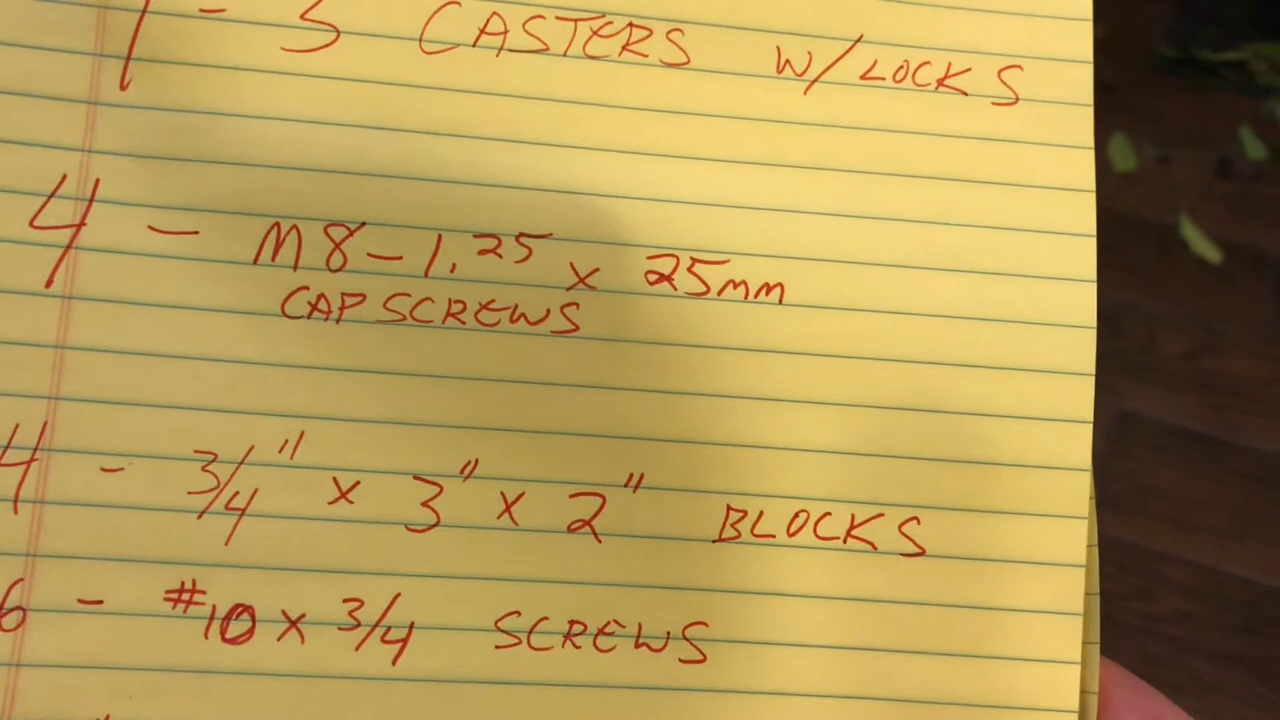 - 3 CASTERS W/LOCKS
4 - M8-1.25 x 25mm
CAP SCREWS
4 - 3/4" x 3" x 2" BLOCKS
6 - #10 x 3/4 SCREWS